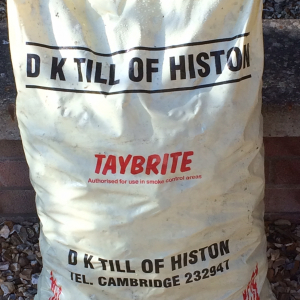 D K TILL OF HISTON
TAYBRITE
Authorised for use in smoke control areas
D K TILL OF HISTON
TEL. CAMBRIDGE 232947